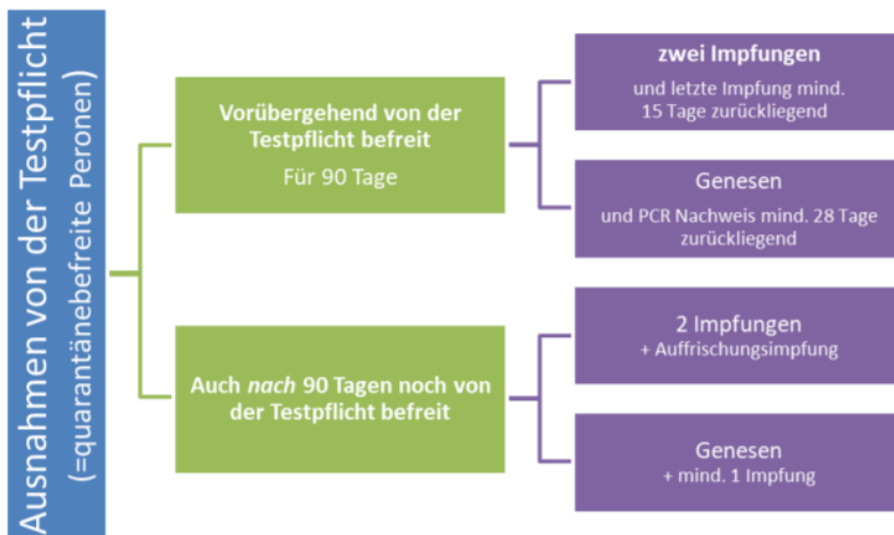 Ausnahmen von der Testpflicht
(=quarantänebefreite Peronen)
Vorübergehend von der
Testpflicht befreit
Für 90 Tage
zwei Impfungen
und letzte Impfung mind.
15 Tage zurückliegend
Genesen
und PCR Nachweis mind. 28 Tage
zurückliegend
Auch nach 90 Tagen noch von
der Testpflicht befreit
2 Impfungen
+ Auffrischungsimpfung
Genesen
+ mind. 1 Impfung